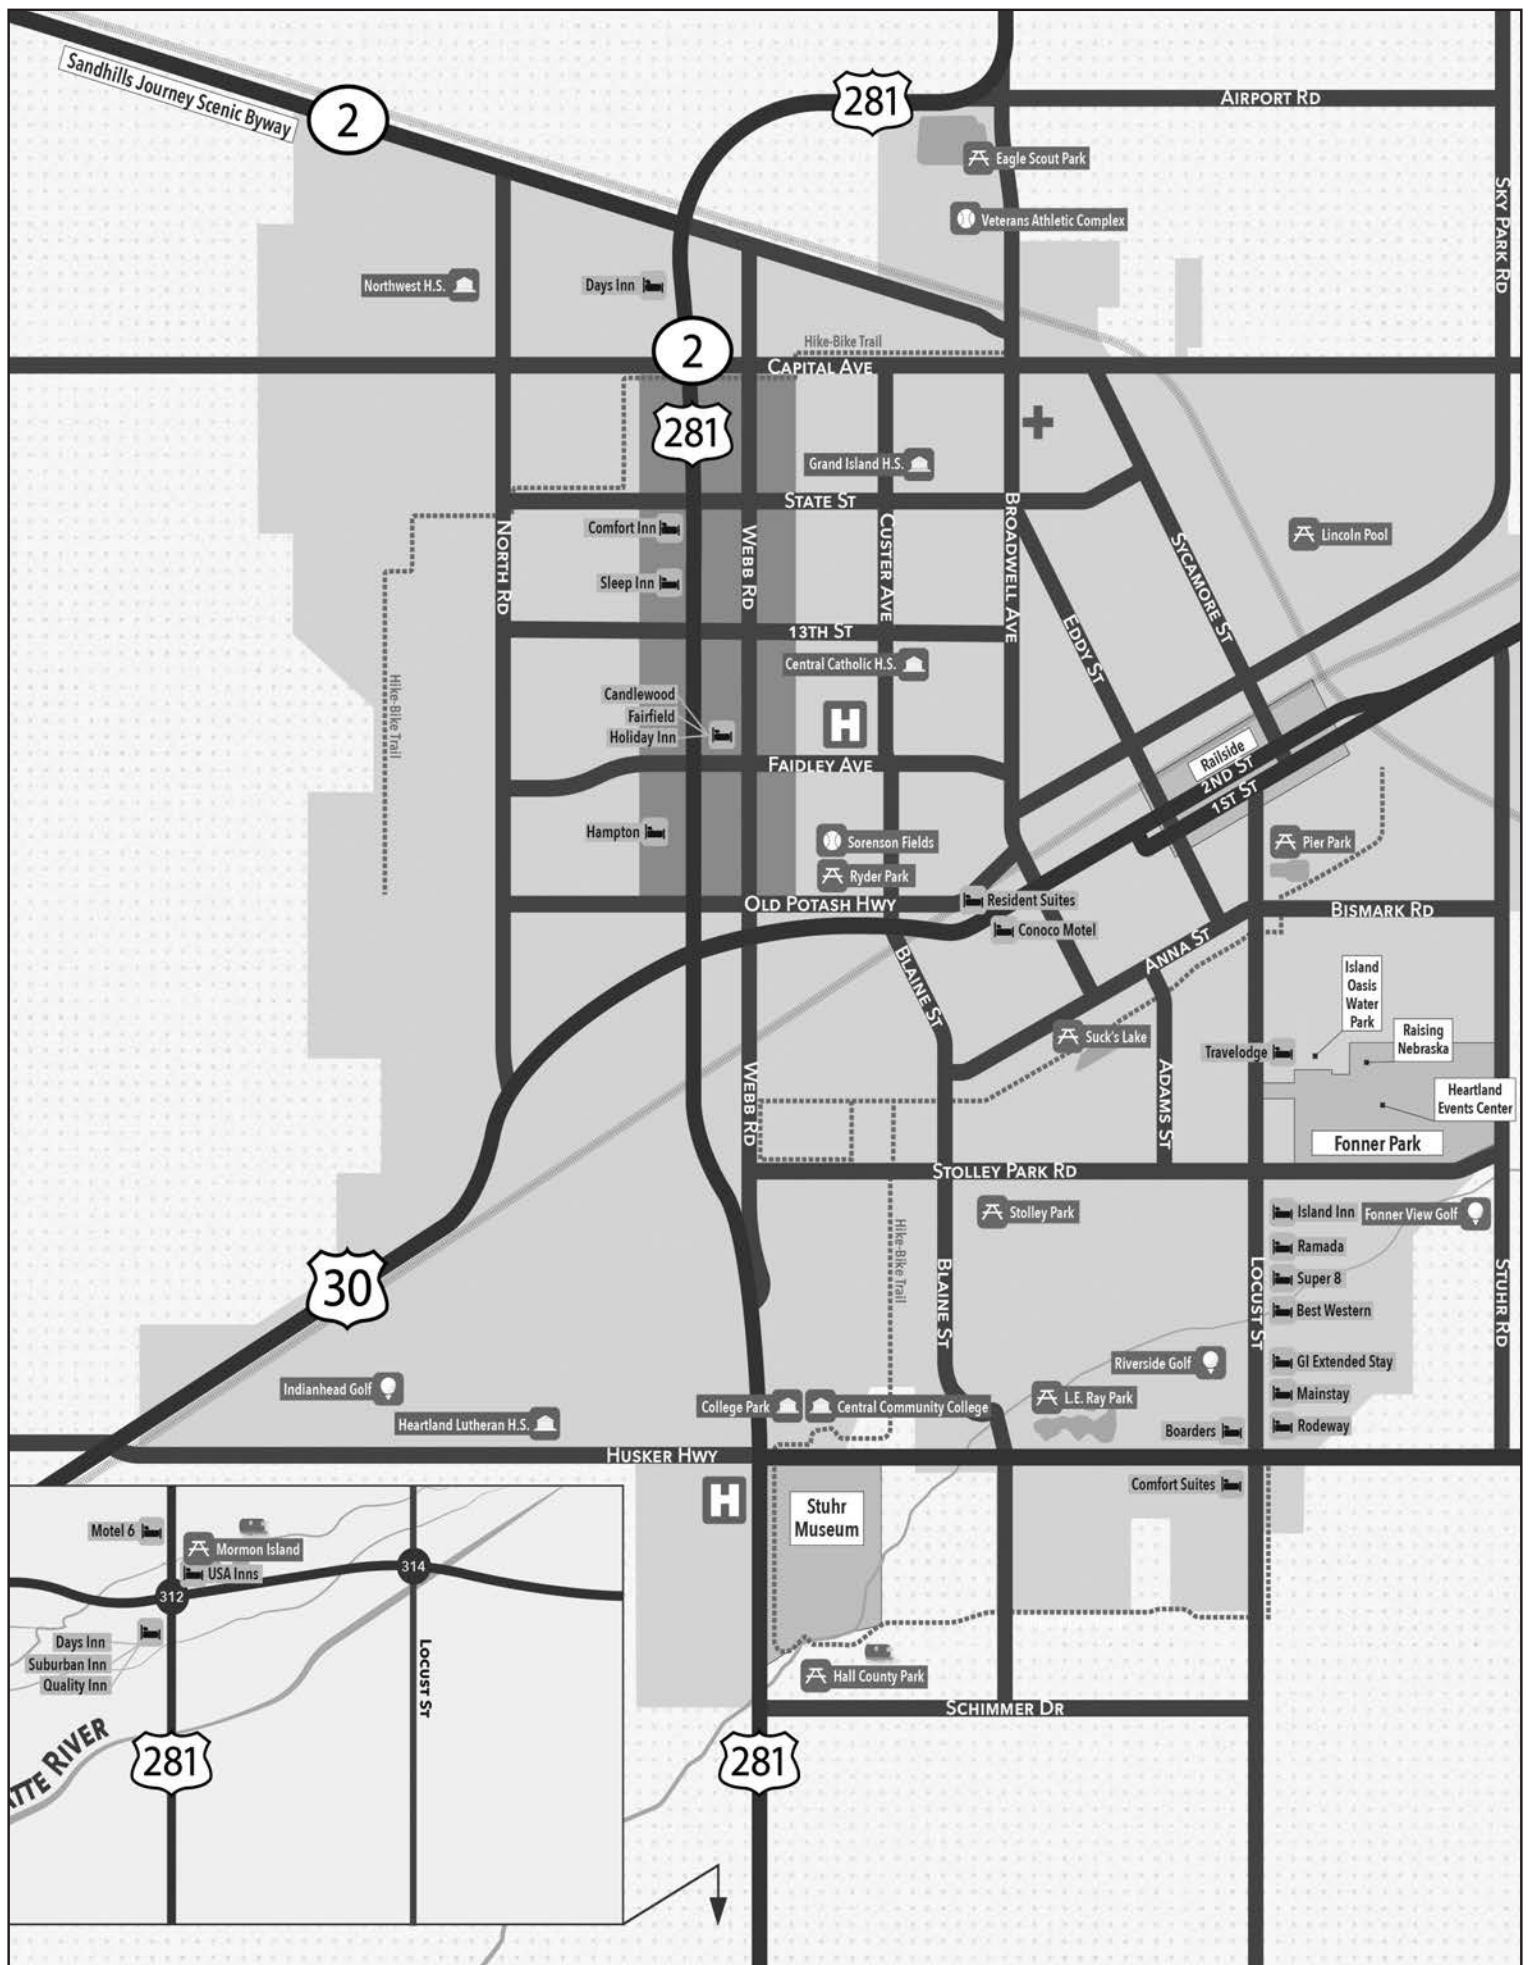 Sandhills Journey Scenic Byway
2
281
AIRPORT RD
Eagle Scout Park
SKY PARK RD
Veterans Athletic Complex
Northwest H.S.
Days Inn
2
Hike-Bike Trail
CAPITAL AVE
281
Grand Island H.S.
STATE ST
NORTH RD
Comfort Inn
WEBB RD
CUSTER AVE
BROADWELL AVE
SYCAMORE ST
Lincoln Pool
Sleep Inn
13TH ST
EDDY ST
Central Catholic H.S.
Hike-Bike Trail
Candlewood
Fairfield
Holiday Inn
H
Railside
FAIDLEY AVE
2ND ST
1ST ST
Hampton
Sorenson Fields
Pier Park
Ryder Park
OLD POTASH HWY
Resident Suites
BISMARK RD
Conoco Motel
ANNA ST
BLAINE ST
Island
Oasis
Water
Park
Suck's Lake
Raising
Nebraska
Travelodge
WEBB RD
ADAMS ST
Heartland
Events Center
Fonner Park
STOLLEY PARK RD
Stolley Park
Island Inn
Fonner View Golf
Hike-Bike Trail
Ramada
30
BLAINE ST
LOCUST ST
Super 8
STUHR RD
Best Western
Riverside Golf
GI Extended Stay
Indianhead Golf
Mainstay
L.E. Ray Park
College Park
Central Community College
Heartland Lutheran H.S.
Boarders
Rodeway
HUSKER HWY
Comfort Suites
H
Stuhr
Museum
Motel 6
Mormon Island
USA Inns
314
312
Days Inn
Suburban Inn
Quality Inn
LOCUST ST
Hall County Park
SCHIMMER DR
ATTE RIVER
281
281